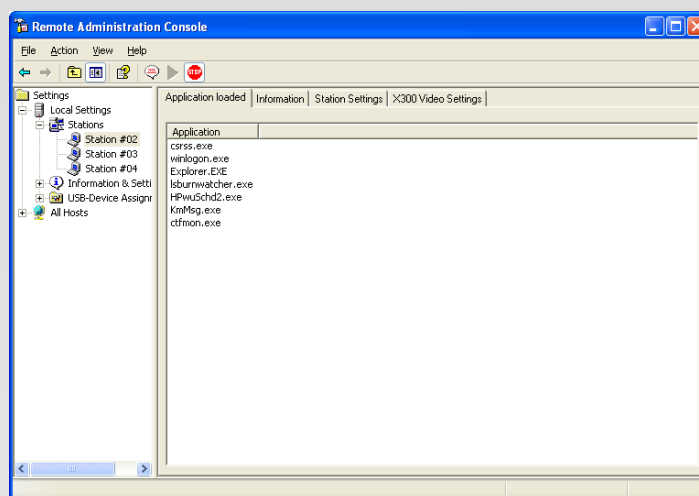 Remote Administration Console
File Action View Help
STOP
Settings
Local Settings
Stations
Station #02
Station #03
Station #04
Information & Setti
USB-Device Assignr
All Hosts
Application loaded
Information
Station Settings
X300 Video Settings
Application
csrss.exe
winlogon.exe
Explorer.EXE
lsburnwatcher.exe
HPwuSchd2.exe
KmMsg.exe
ctfmon.exe